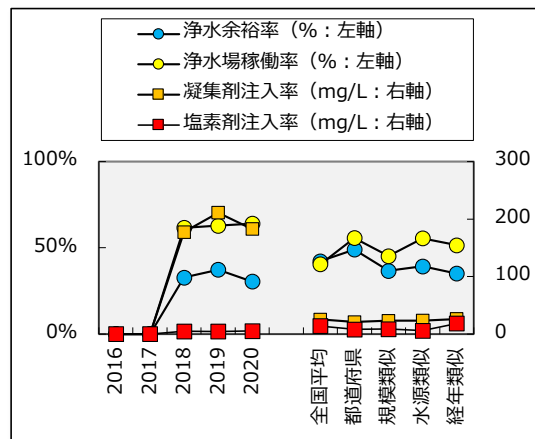 浄水余裕率（%：左軸）
浄水場稼働率（%：左軸）
凝集剤注入率（mg/L：右軸）
塩素剤注入率（mg/L：右軸）
100%
50%
0%
300
200
100
0
2016
2017
2018
2019
2020
全国平均
都道府県
規模類似
水源類似
経年類似